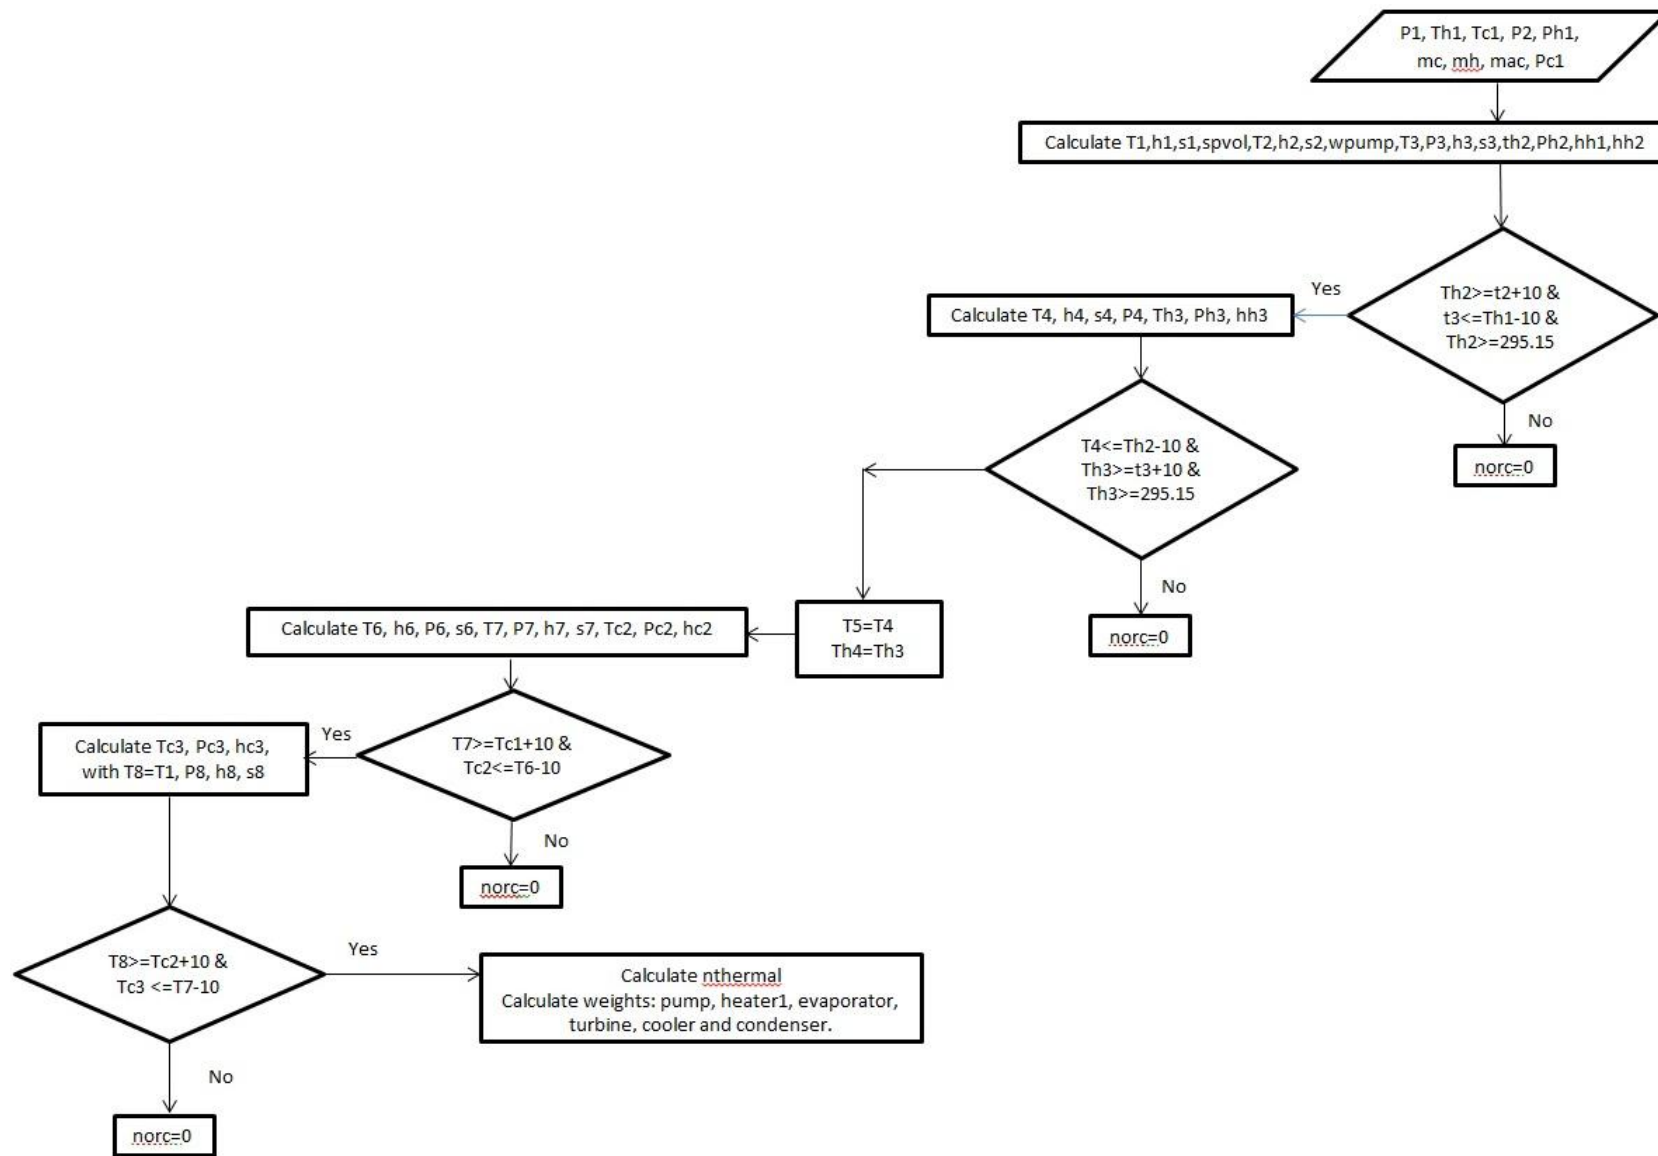 P1, Th1, Tc1, P2, Ph1,
mc, mh, mac, Pc1
Calculate T1,h1,s1,spvol,T2,h2,s2,wpump,T3,P3,h3,s3,th2,Ph2,hh1,hh2
Th2>=t2+10 &
t3<=Th1-10 &
Th2>=295.15
Yes
No
norc=0
Calculate T4, h4, s4, P4, Th3, Ph3, hh3
T4<=Th2-10 &
Th3>=t3+10 &
Th3>=295.15
No
norc=0
T5=T4
Th4=Th3
Calculate T6, h6, P6, s6, T7, P7, h7, s7, Tc2, Pc2, hc2
T7>=Tc1+10 &
Tc2<=T6-10
Yes
No
norc=0
Calculate Tc3, Pc3, hc3,
with T8=T1, P8, h8, s8
T8>=Tc2+10 &
Tc3 <=T7-10
Yes
No
norc=0
Calculate nthermal
Calculate weights: pump, heater1, evaporator,
turbine, cooler and condenser.